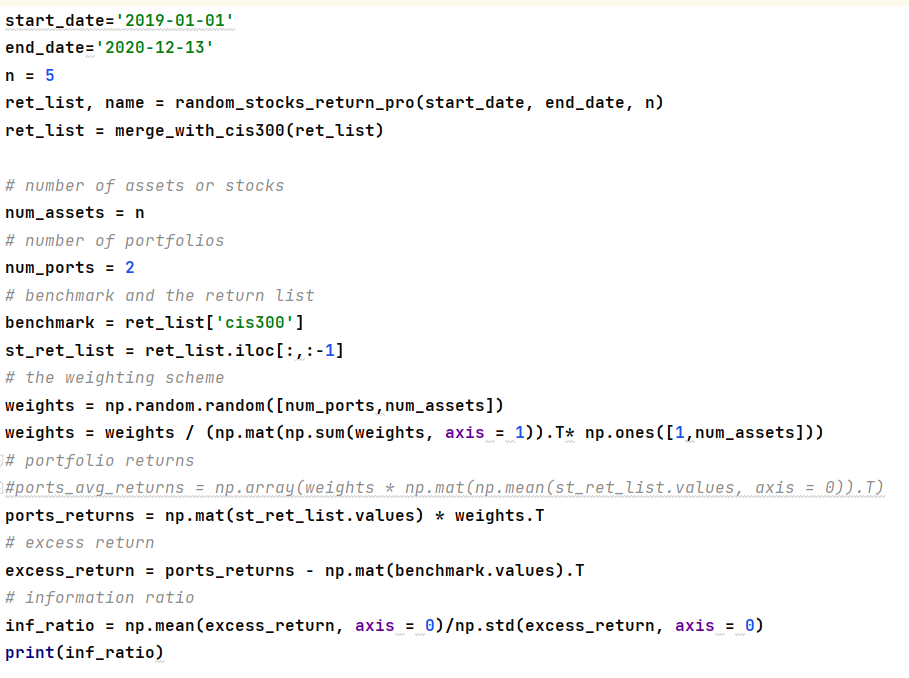 start_date='2019-01-01'
end_date='2020-12-13'
n = 5
ret_list, name = random_stocks_return_pro(start_date, end_date, n)
ret_list = merge_with_cis300(ret_list)
# number of assets or stocks
num_assets = n
# number of portfolios
num_ports = 2
# benchmark and the return list
benchmark = ret_list['cis300']
st_ret_list = ret_list.iloc[:,:-1]
# the weighting scheme
weights = np.random.random([num_ports,num_assets])
weights = weights / (np.mat(np.sum(weights, axis = 1)).T* np.ones([1,num_assets]))
# portfolio returns
#ports_avg_returns = np.array(weights * np.mat(np.mean(st_ret_list.values, axis = 0)).T)
ports_returns = np.mat(st_ret_list.values) * weights.T
# excess return
excess_return = ports_returns - np.mat(benchmark.values).T
# information ratio
inf_ratio = np.mean(excess_return, axis = 0)/np.std(excess_return, axis = 0)
print(inf_ratio)